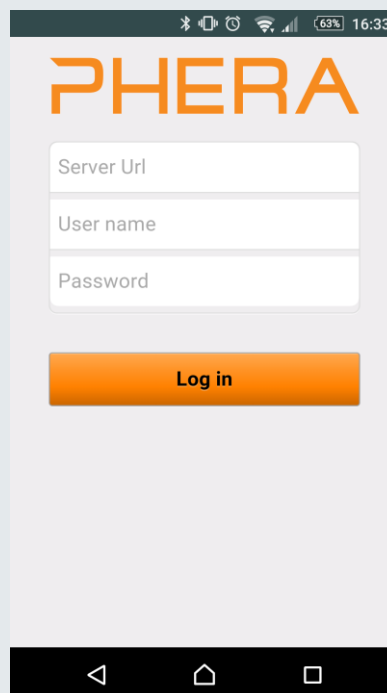 63% 16:33
PHERA
Server Url
User name
Password
Log in